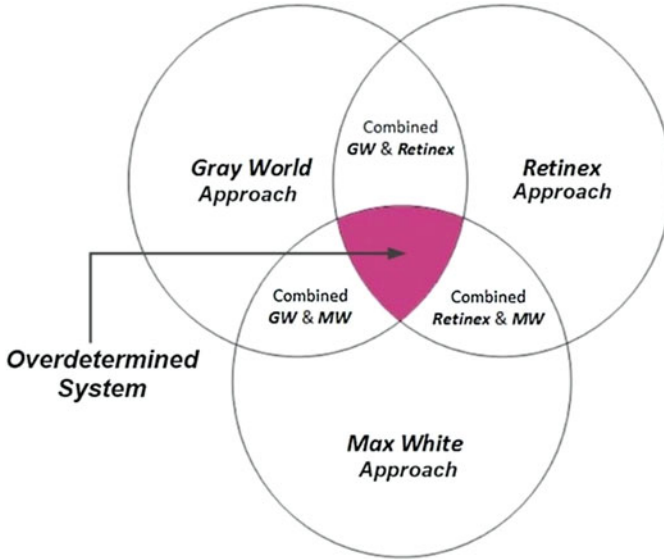 Combined
GW & Retinex
Gray World
Approach
Retinex
Approach
Combined
GW & MW
Combined
Retinex & MW
Overdetermined
System
Max White
Approach